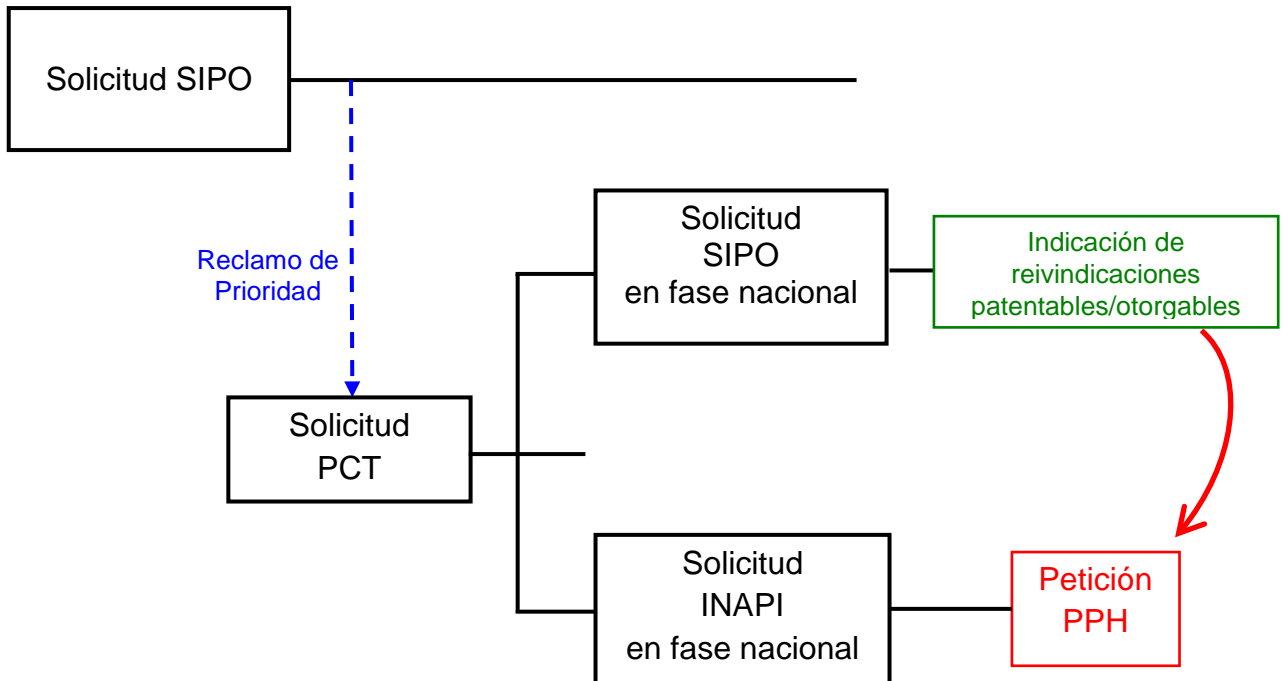 Solicitud SIPO
Solicitud
SIPO
en fase nacional
Indicación de
reivindicaciones
patentables/otorgables
Reclamo de
Prioridad
Solicitud
PCT
Solicitud
INAPI
en fase nacional
Petición
PPH